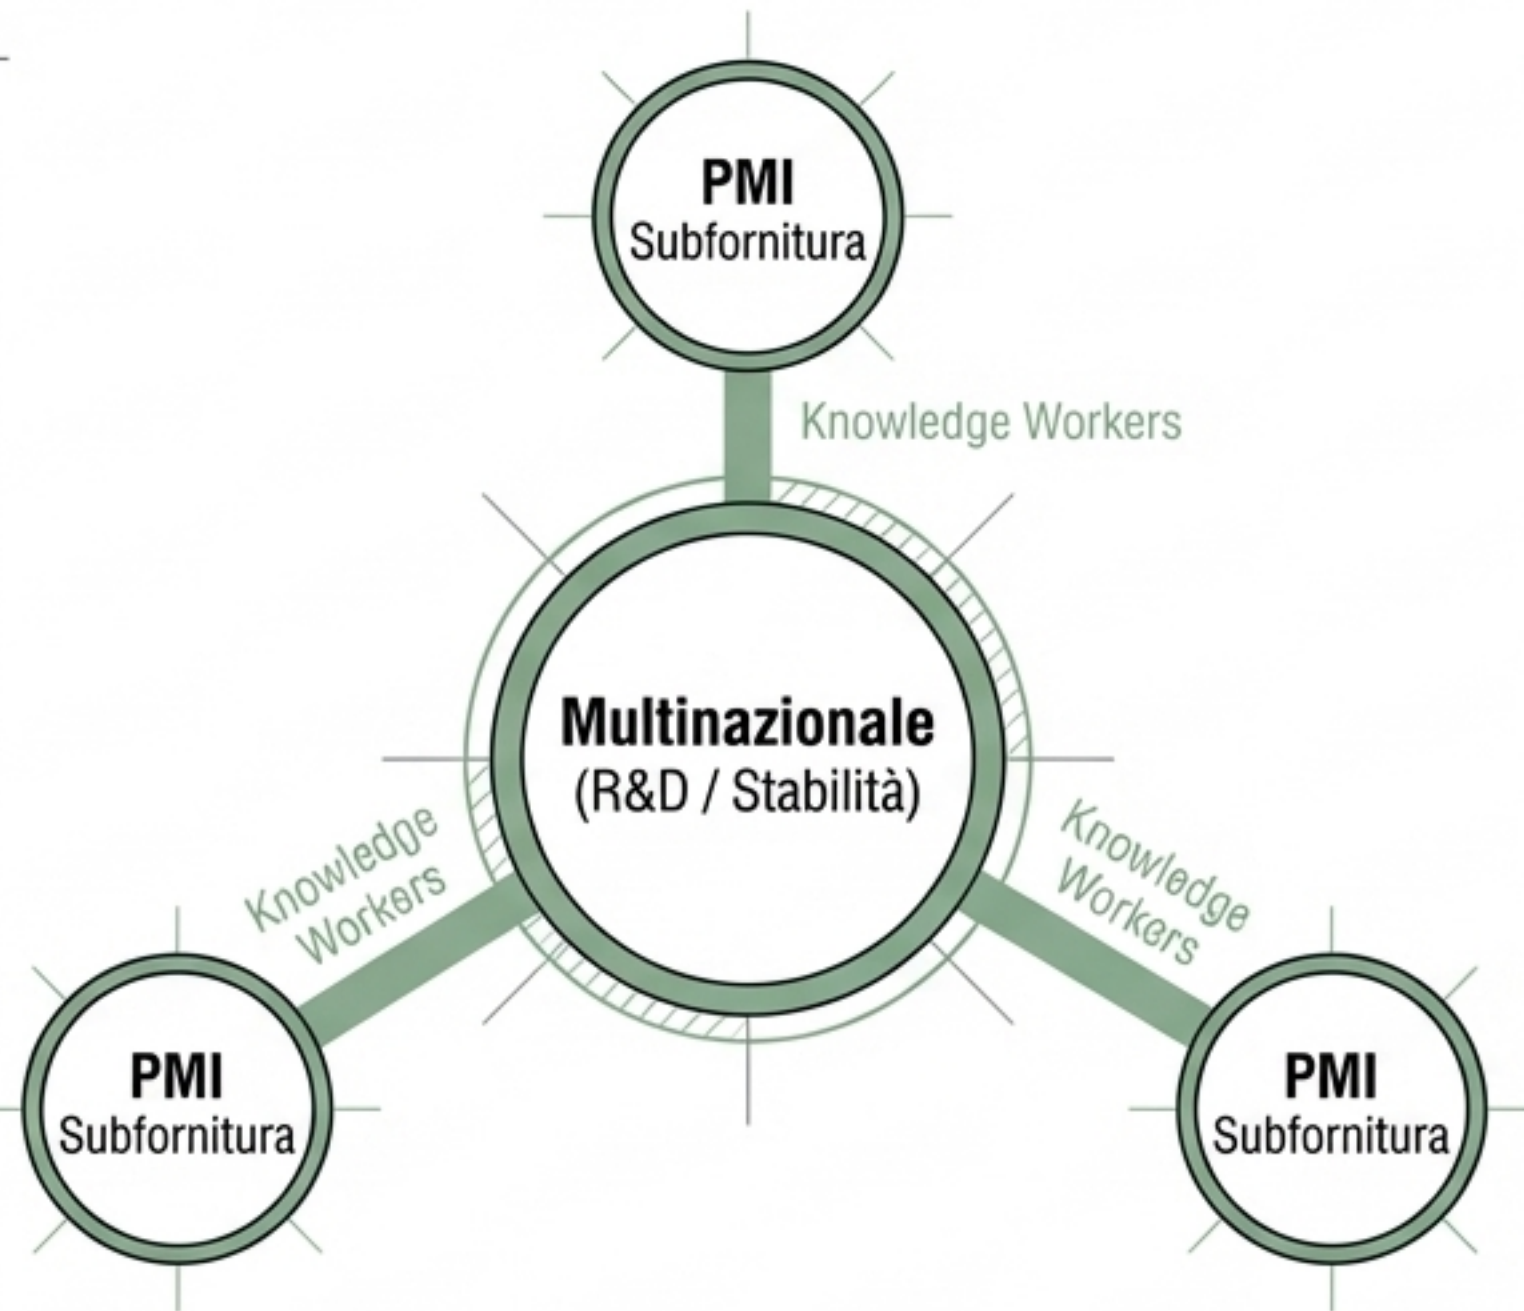 PMI
Subfornitura
Knowledge Workers
Multinazionale
(R&D / Stabilità)
Knowledge
Workers
Knowledge
Workers
PMI
Subfornitura
PMI
Subfornitura